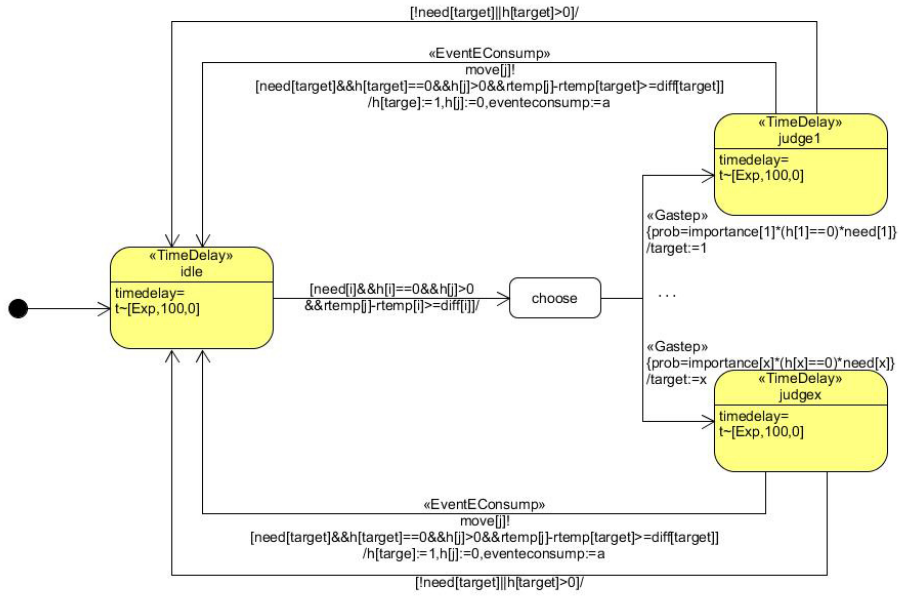 [!need[target]||h[target]>0]/
«EventEConsump»
move[j]!
[need[target]&&h[target]==0&&h[j]>0&&rtemp[j]-rtemp[target]>=diff[target]]
/h[targe]:=1,h[j]:=0,eventeconsump:=a
«TimeDelay»
judge1
timedelay=
t~[Exp,100,0]
«Gastep»
{prob=importance[1]*(h[1]==0)*need[1]}
/target:=1
«TimeDelay»
idle
timedelay=
t~[Exp,100,0]
[need[i]&&h[i]==0&&h[j]>0
&&rtemp[j]-rtemp[i]>=diff[i]]/
choose
...
«Gastep»
{prob=importance[x]*(h[x]==0)*need[x]}
/target:=x
«TimeDelay»
judgex
timedelay=
t~[Exp,100,0]
«EventEConsump»
move[j]!
[need[target]&&h[target]==0&&h[j]>0&&rtemp[j]-rtemp[target]>=diff[target]]
/h[targe]:=1,h[j]:=0,eventeconsump:=a
[!need[target]||h[target]>0]/